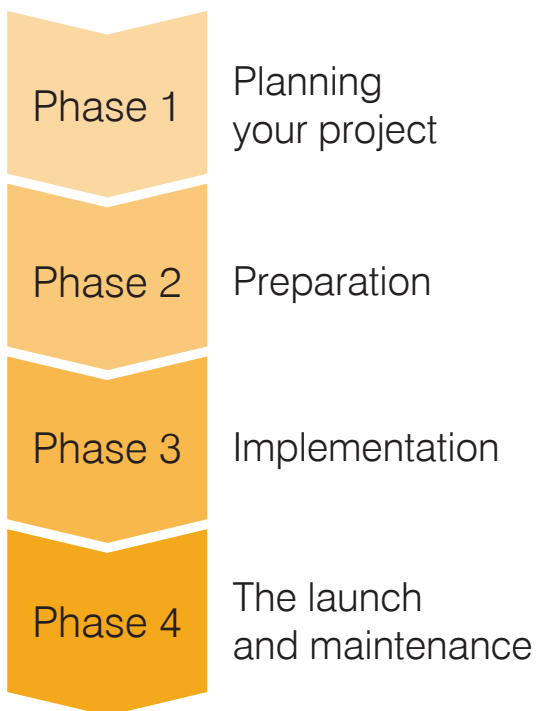 Phase 1
Planning
your project
Phase 2
Preparation
Phase 3
Implementation
Phase 4
The launch
and maintenance